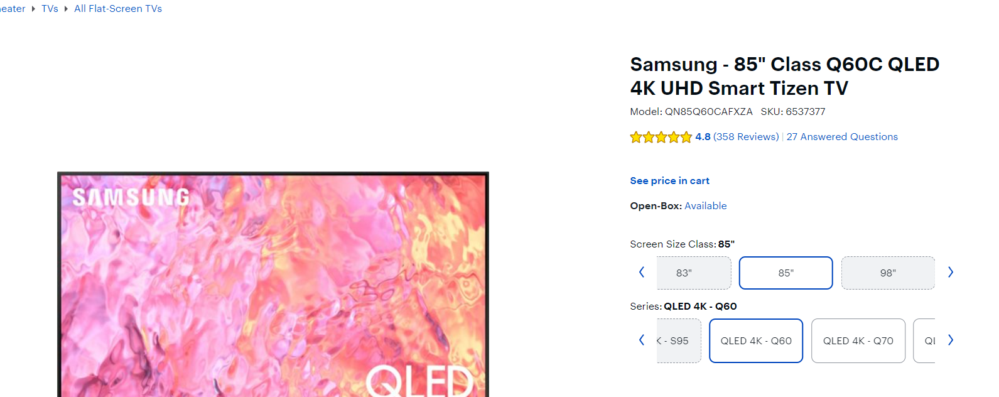 TVs All Flat-Screen TVs
Samsung - 85" Class Q60C QLED
4K UHD Smart Tizen TV
Model: QN85Q60CAFXZA SKU: 6537377
4.8 (358 Reviews) | 27 Answered Questions
See price in cart
Open-Box: Available
SAMSUNG
QLED
Screen Size Class: 85"
83" 85" 98"
Series: QLED 4K - Q60
K - S95 QLED 4K - Q60 QLED 4K - Q70